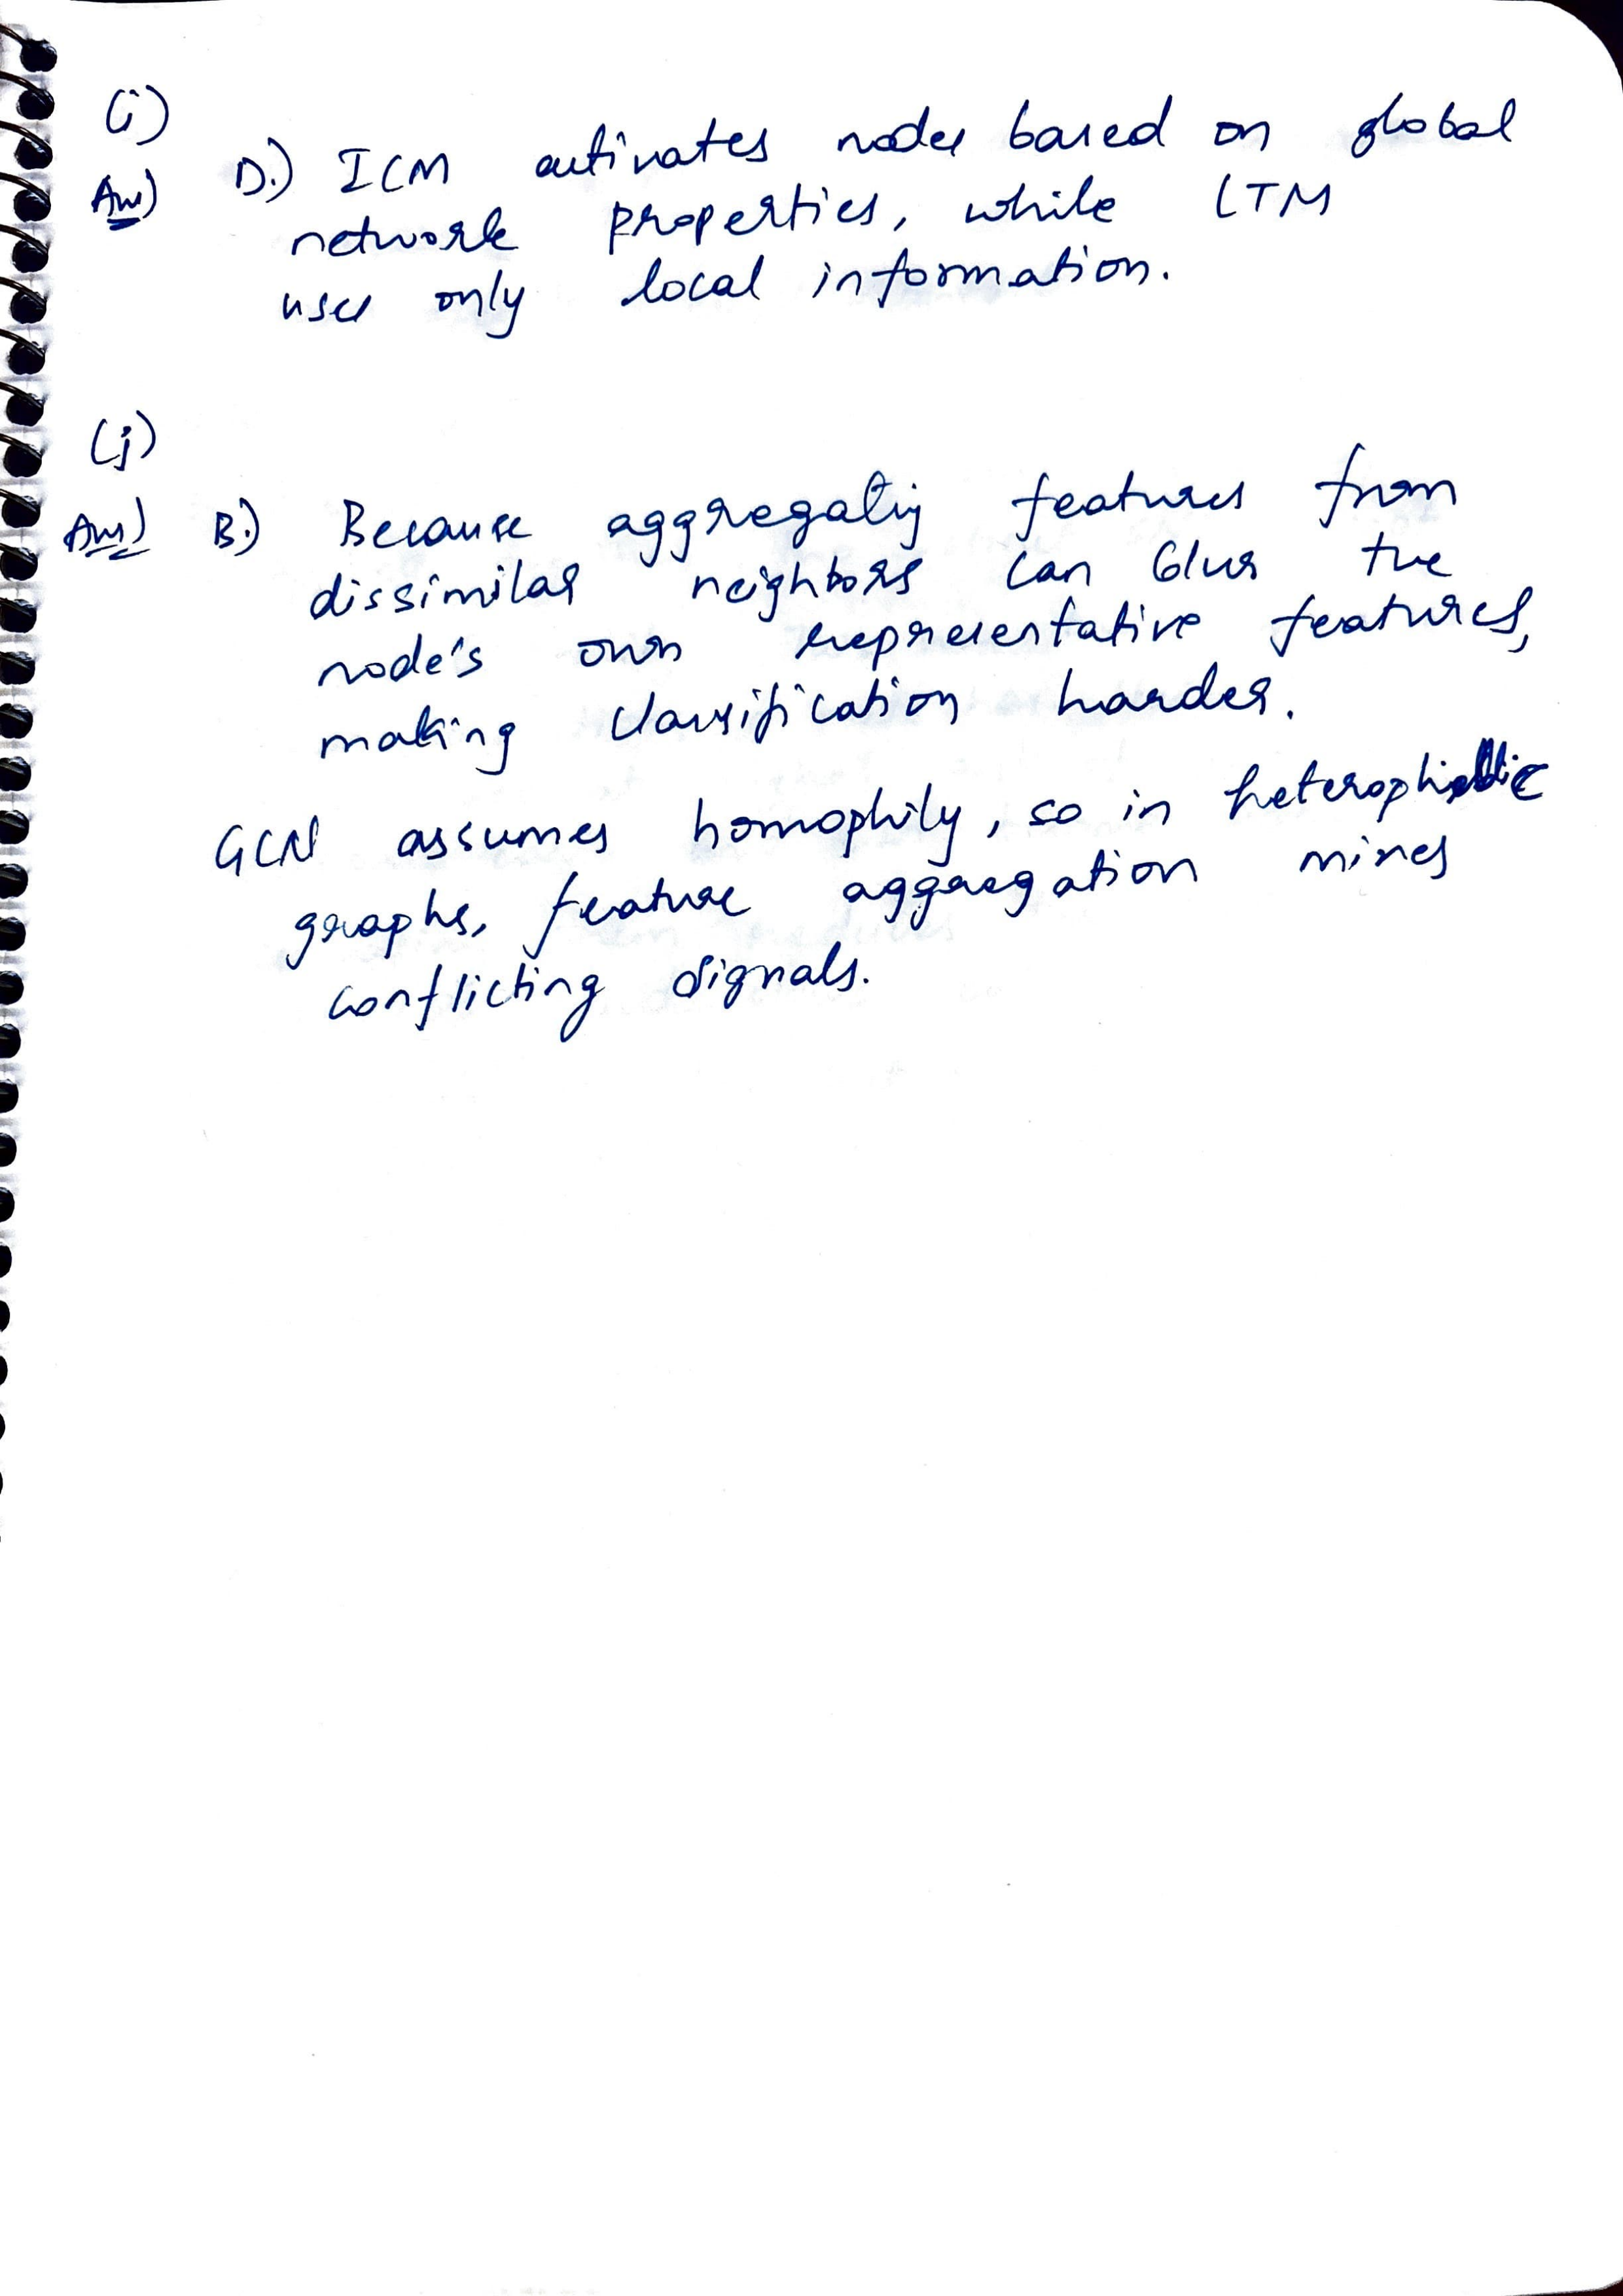 (i)
Ans) D.) ICM activates nodes based on global
network properties, while LTM
uses only local information.
(j)
Ans) B.) Because aggregating features from
dissimilar neighbors can blur the
node's own representative features,
making classification harder.
GCN assumes homophily, so in heterophilic
graphs, feature aggregation mixes
conflicting signals.